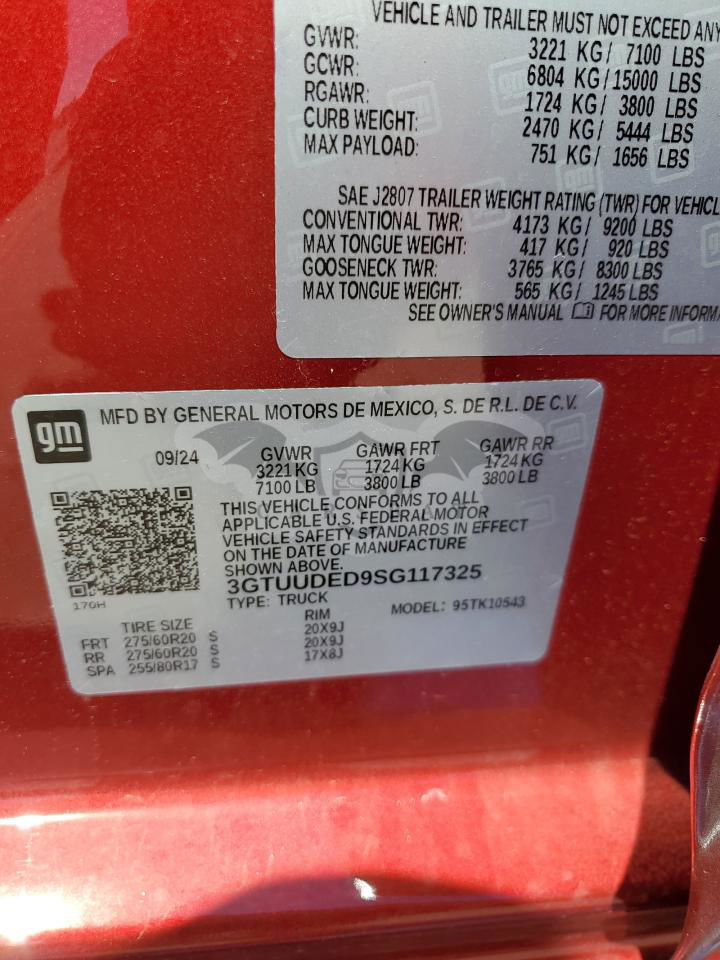 VEHICLE AND TRAILER MUST NOT EXCEED ANY
GVWR: 3221 KG/ 7100 LBS
GCWR: 6804 KG/15000 LBS
RGAWR: 1724 KG/ 3800 LBS
CURB WEIGHT: 2470 KG/ 5444 LBS
MAX PAYLOAD: 751 KG/ 1656 LBS
SAE J2807 TRAILER WEIGHT RATING (TWR) FOR VEHICL
CONVENTIONAL TWR: 4173 KG/ 9200 LBS
MAX TONGUE WEIGHT: 417 KG/ 920 LBS
GOOSENECK TWR: 3765 KG/ 8300 LBS
MAX TONGUE WEIGHT: 565 KG/ 1245 LBS
SEE OWNER'S MANUAL FOR MORE INFORMA
gm MFD BY GENERAL MOTORS DE MEXICO, S. DE R.L. DE C.V.
09/24 GVWR GAWR FRT GAWR RR
3221 KG 1724 KG 1724 KG
7100 LB 3800 LB 3800 LB
THIS VEHICLE CONFORMS TO ALL
APPLICABLE U.S. FEDERAL MOTOR
VEHICLE SAFETY STANDARDS IN EFFECT
ON THE DATE OF MANUFACTURE
SHOWN ABOVE.
3GTUUDED9SG117325
170H TYPE: TRUCK MODEL: 95TK10543
TIRE SIZE RIM
FRT 275/60R20 S 20X9J
RR 275/60R20 S 20X9J
SPA 255/80R17 S 17X8J